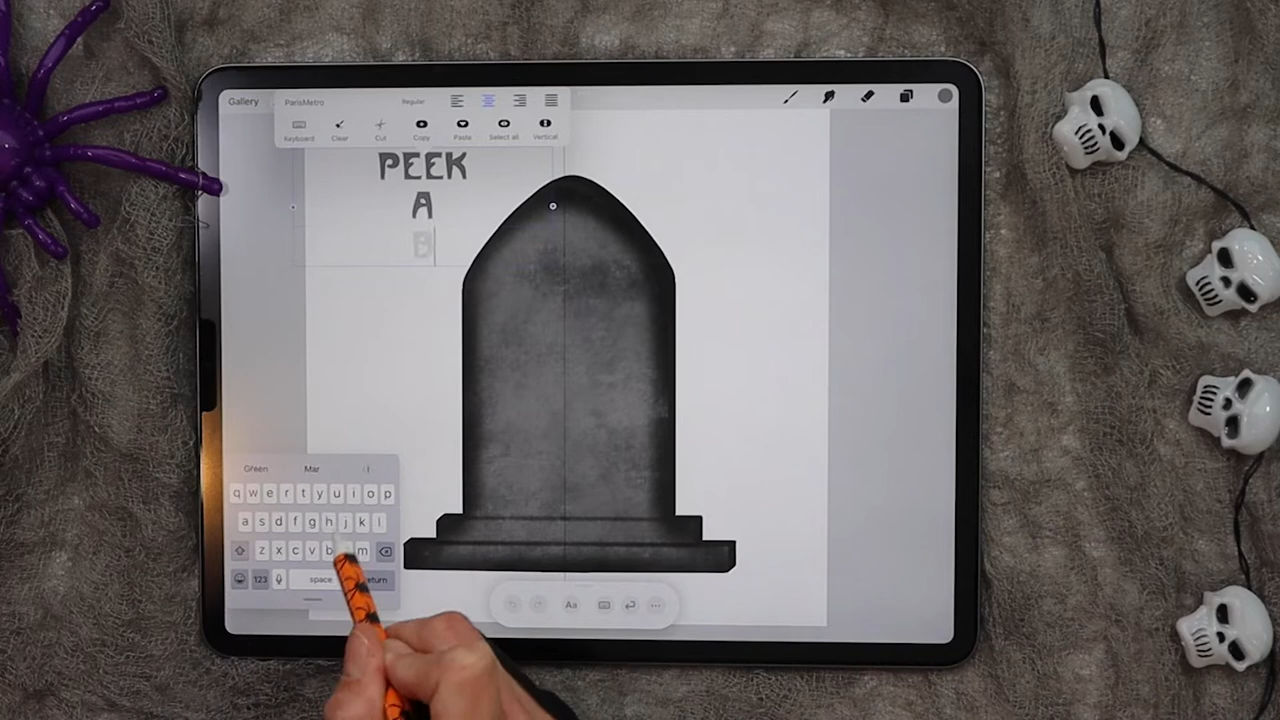 Gallery
ParisMetro Regular
Keyboard Clear Cut Copy Paste Select all Vertical
PEEK
A
B
Green Mar
q w e r t y u i o p
a s d f g h j k l
z x c v b m
123 space return
Aa